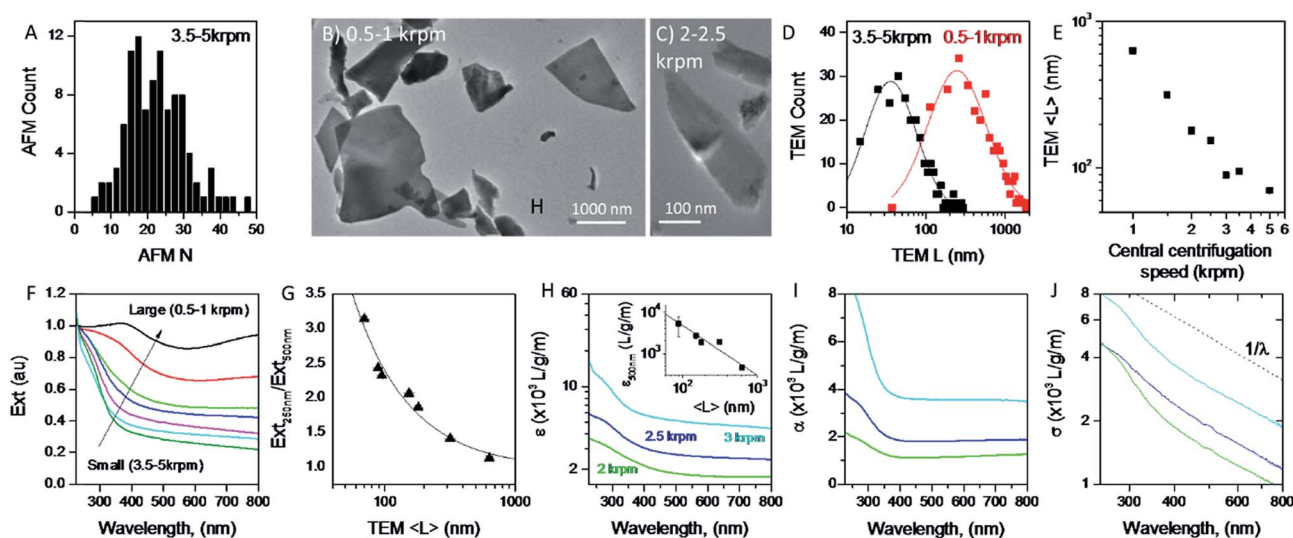 A
3.5-5krpm
12
8
4
0
AFM Count
0 10 20 30 40 50
AFM N
B) 0.5-1 krpm
H
1000 nm
C) 2-2.5
krpm
100 nm
D
3.5-5krpm 0.5-1krpm
40
30
20
10
0
TEM Count
10 100 1000
TEM L (nm)
E
10³
10²
TEM <L> (nm)
1 2 3 4 5 6
Central centrifugation
speed (krpm)
F
1.2
1.0
0.8
0.6
0.4
0.2
0.0
Ext (au)
Large (0.5-1 krpm)
Small (3.5-5krpm)
300 400 500 600 700 800
Wavelength, (nm)
G
3.5
3.0
2.5
2.0
1.5
1.0
Ext250nm/Ext500nm
100 1000
TEM <L> (nm)
H
60
10
2
ε (x10³ L/g/m)
10⁴
10³
ε500nm (L/g/m)
10² 10³
<L> (nm)
2 krpm
2.5 krpm
3 krpm
300 400 500 600 700 800
Wavelength, (nm)
I
8
6
4
2
0
α (x10³ L/g/m)
300 400 500 600 700 800
Wavelength, (nm)
J
8
4
2
1
σ (x10³ L/g/m)
1/λ
300 400 500 600 800
Wavelength, (nm)